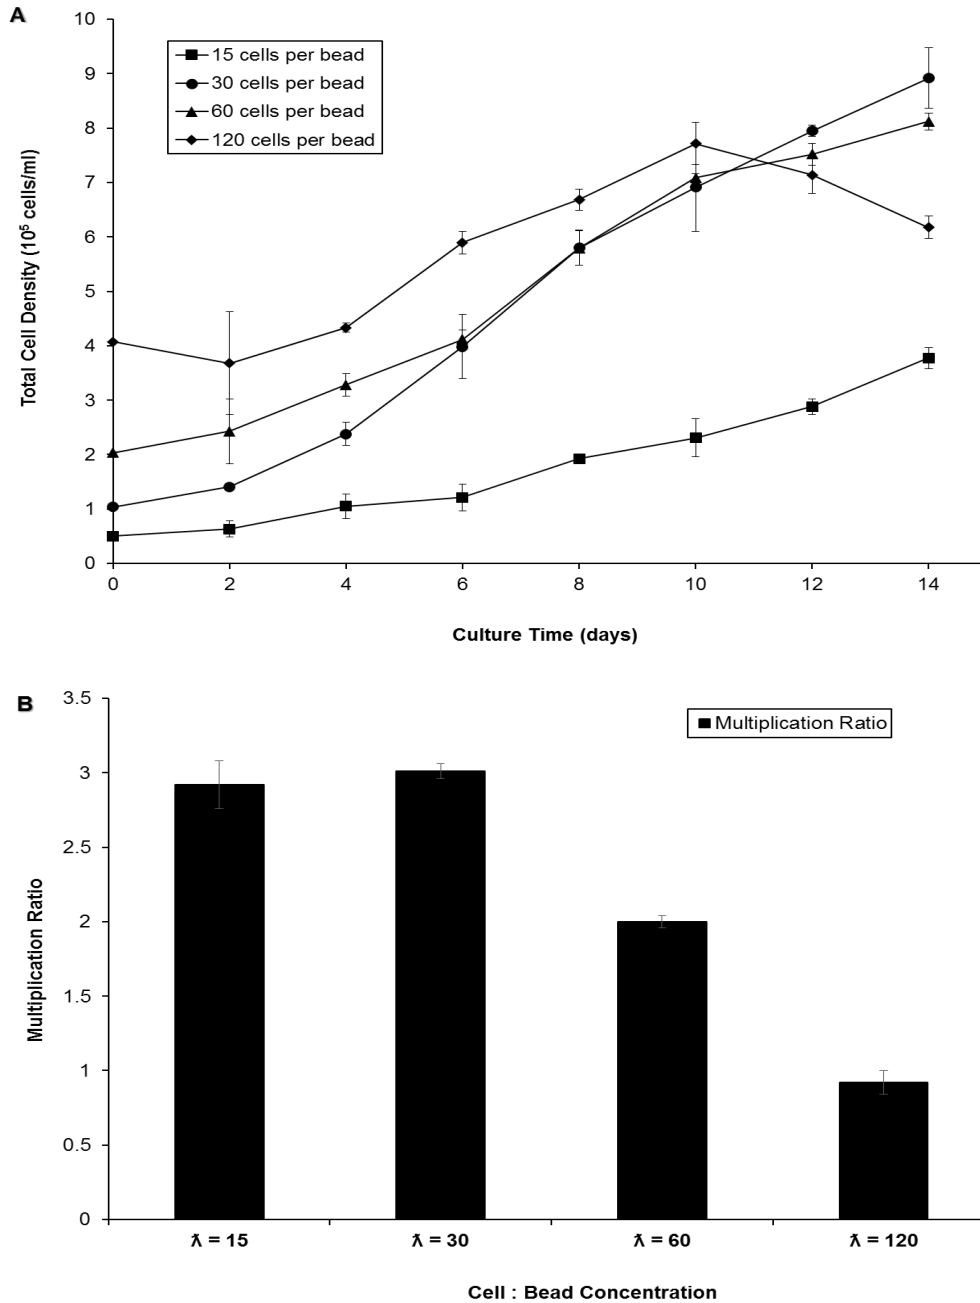 A
10
9
8
7
6
5
4
3
2
1
0
Total Cell Density (10⁵ cells/ml)
15 cells per bead
30 cells per bead
60 cells per bead
120 cells per bead
0 2 4 6 8 10 12 14
Culture Time (days)
B
3.5
3
2.5
2
1.5
1
0.5
0
Multiplication Ratio
Multiplication Ratio
ƛ = 15 ƛ = 30 ƛ = 60 ƛ = 120
Cell : Bead Concentration